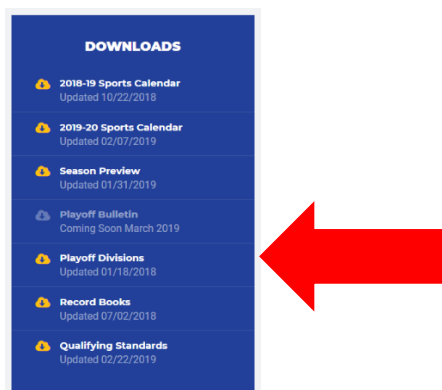 DOWNLOADS
2018-19 Sports Calendar
Updated 10/22/2018
2019-20 Sports Calendar
Updated 02/07/2019
Season Preview
Updated 01/31/2019
Playoff Bulletin
Coming Soon March 2019
Playoff Divisions
Updated 01/18/2018
Record Books
Updated 07/02/2018
Qualifying Standards
Updated 02/22/2019